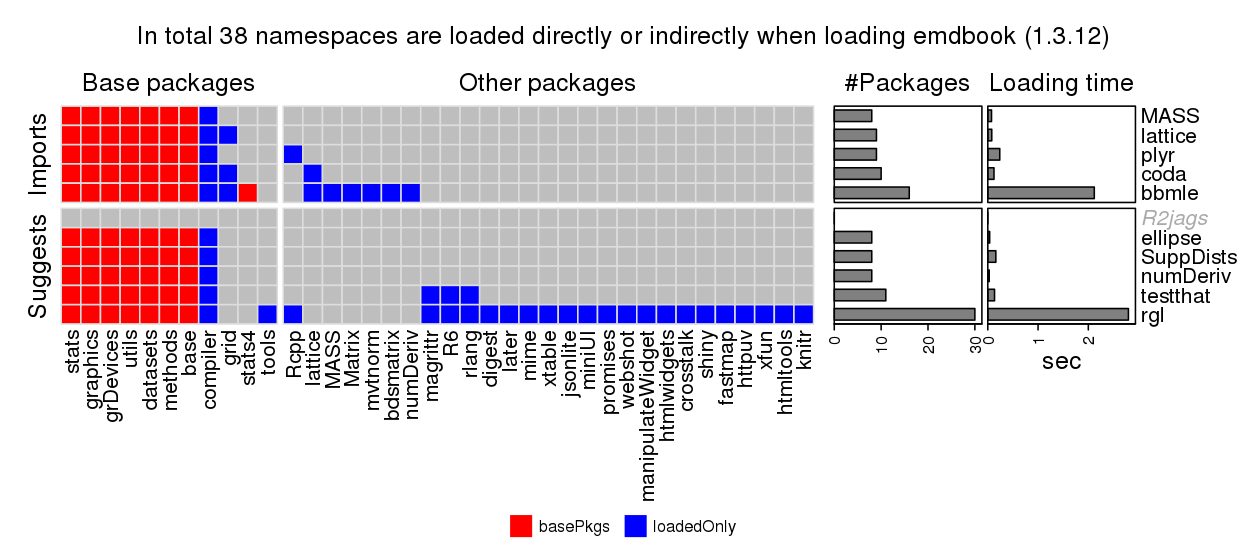 In total 38 namespaces are loaded directly or indirectly when loading emdbook (1.3.12)
Base packages
Other packages
#Packages
Loading time
Imports
MASS
lattice
plyr
coda
bbmle
Suggests
R2jags
ellipse
SuppDists
numDeriv
testthat
rgl
stats
graphics
grDevices
utils
datasets
methods
base
compiler
grid
stats4
tools
Rcpp
lattice
MASS
Matrix
mvtnorm
bdsmatrix
numDeriv
magrittr
R6
rlang
digest
later
mime
xtable
jsonlite
miniUI
promises
webshot
manipulateWidget
htmlwidgets
crosstalk
shiny
fastmap
httpuv
xfun
htmltools
knitr
0
10
20
30
0
1
2
sec
basePkgs
loadedOnly